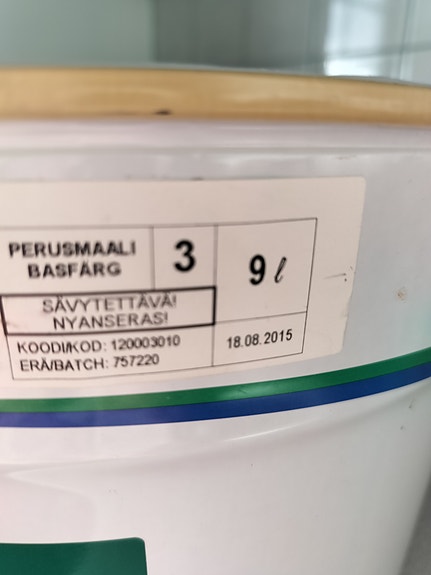 PERUSMAALI
BASFÄRG
3
9 ℓ
SÄVYTETTÄVÄ!
NYANSERAS!
KOODI/KOD: 120003010
ERÄ/BATCH: 757220
18.08.2015